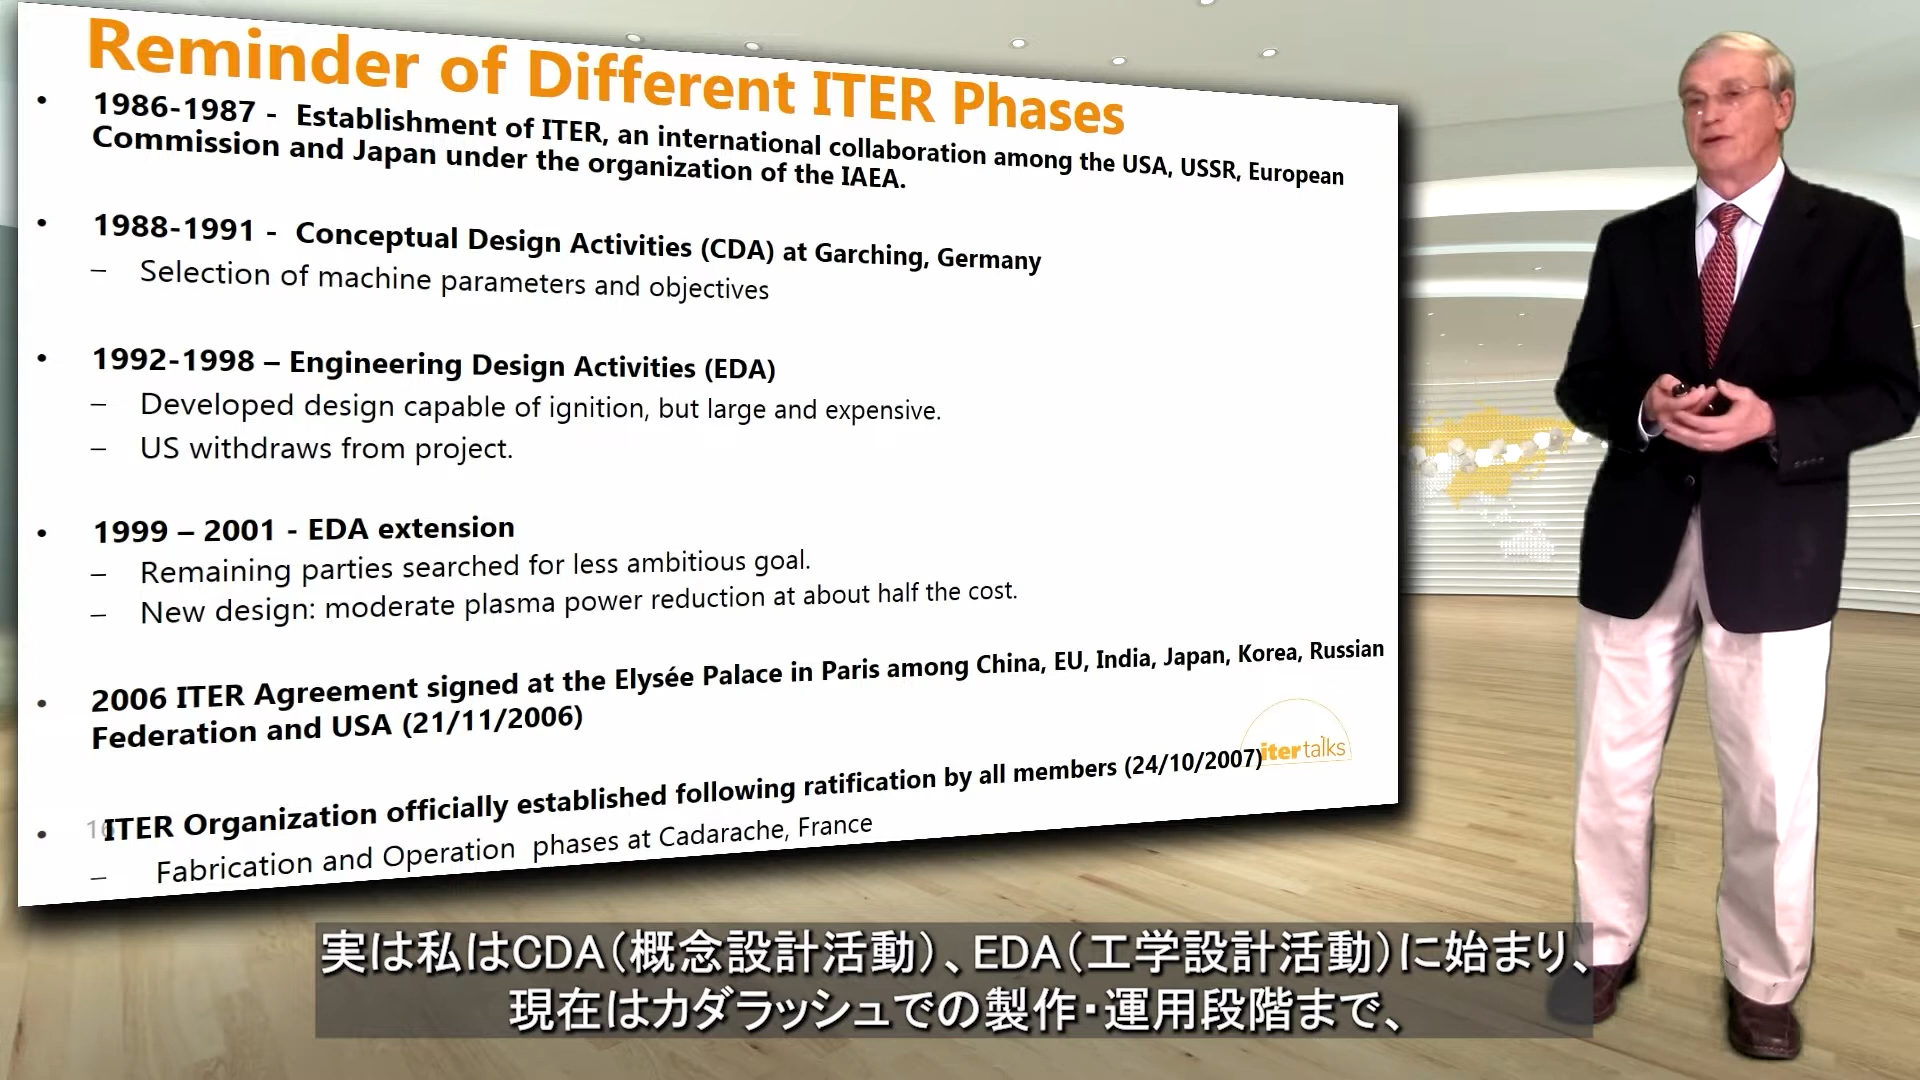 Reminder of Different ITER Phases
• 1986-1987 - Establishment of ITER, an international collaboration among the USA, USSR, European
Commission and Japan under the organization of the IAEA.
• 1988-1991 - Conceptual Design Activities (CDA) at Garching, Germany
– Selection of machine parameters and objectives
• 1992-1998 – Engineering Design Activities (EDA)
– Developed design capable of ignition, but large and expensive.
– US withdraws from project.
• 1999 – 2001 - EDA extension
– Remaining parties searched for less ambitious goal.
– New design: moderate plasma power reduction at about half the cost.
• 2006 ITER Agreement signed at the Elysée Palace in Paris among China, EU, India, Japan, Korea, Russian
Federation and USA (21/11/2006)
iter talks
• ITER Organization officially established following ratification by all members (24/10/2007)
– Fabrication and Operation phases at Cadarache, France
実は私はCDA（概念設計活動）、EDA（工学設計活動）に始まり、
現在はカダラッシュでの製作・運用段階まで、